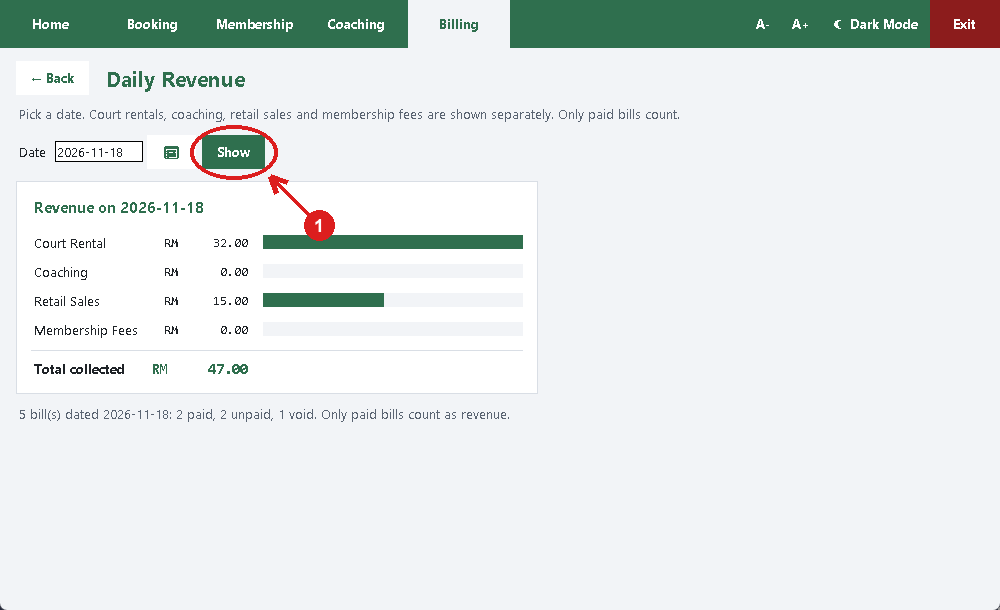 Home Booking Membership Coaching Billing A- A+ Dark Mode Exit
← Back Daily Revenue
Pick a date. Court rentals, coaching, retail sales and membership fees are shown separately. Only paid bills count.
Date 2026-11-18 Show
Revenue on 2026-11-18
1
Court Rental RM 32.00
Coaching RM 0.00
Retail Sales RM 15.00
Membership Fees RM 0.00
Total collected RM 47.00
5 bill(s) dated 2026-11-18: 2 paid, 2 unpaid, 1 void. Only paid bills count as revenue.